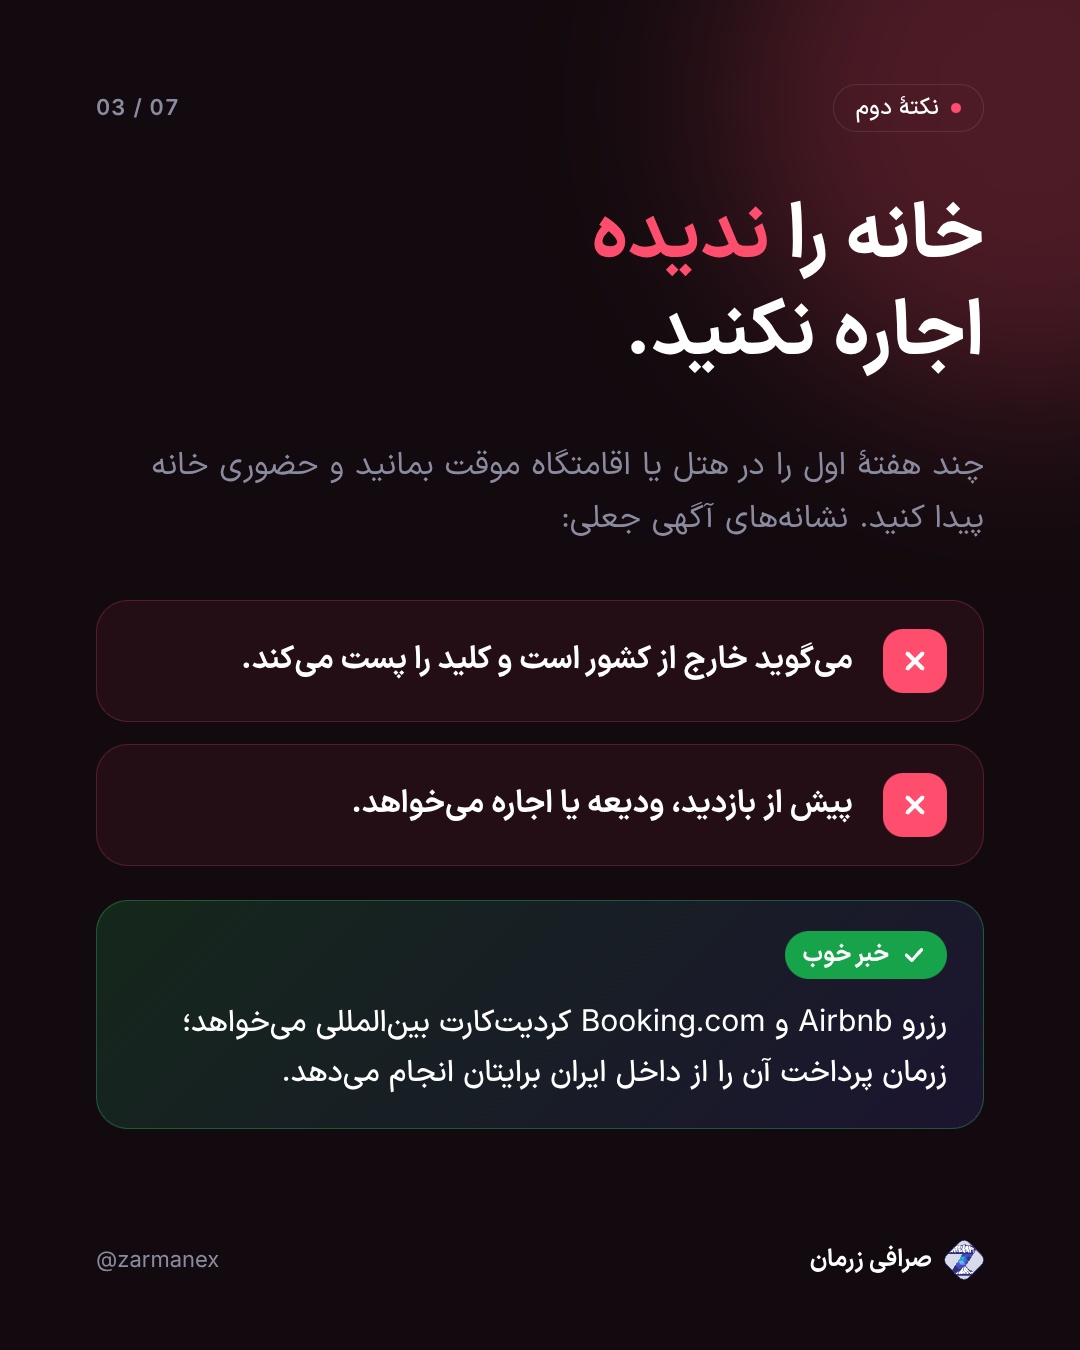 نکتهٔ دوم
03 / 07
خانه را ندیده
اجاره نکنید.
چند هفتهٔ اول را در هتل یا اقامتگاه موقت بمانید و حضوری خانه
پیدا کنید. نشانه‌های آگهی جعلی:
می‌گوید خارج از کشور است و کلید را پست می‌کند.
پیش از بازدید، ودیعه یا اجاره می‌خواهد.
خبر خوب
رزرو Airbnb و Booking.com کردیت‌کارت بین‌المللی می‌خواهد؛
زرمان پرداخت آن را از داخل ایران برایتان انجام می‌دهد.
صرافی زرمان
@zarmanex